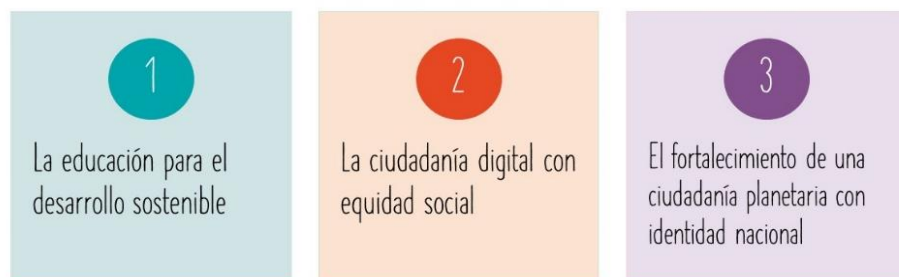 1
La educación para el
desarrollo sostenible
2
La ciudadanía digital con
equidad social
3
El fortalecimiento de una
ciudadanía planetaria con
identidad nacional